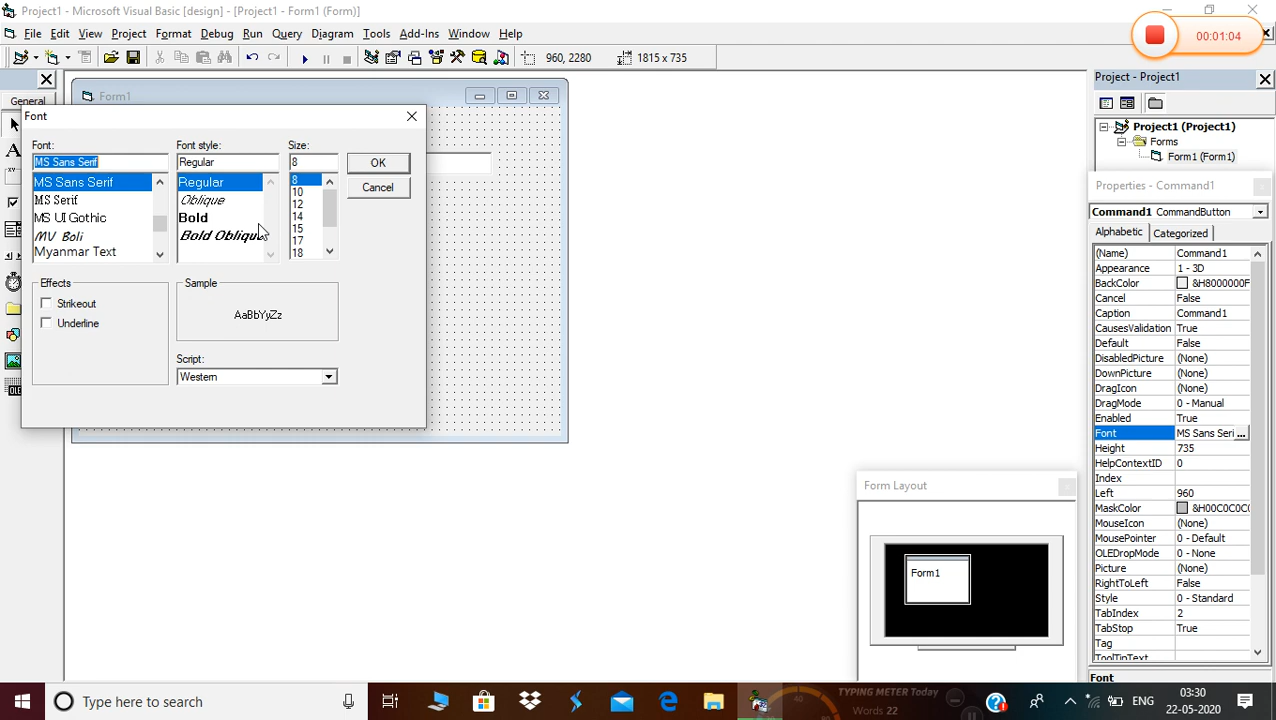 Project1 - Microsoft Visual Basic [design] - [Project1 - Form1 (Form)]
File Edit View Project Format Debug Run Query Diagram Tools Add-Ins Window Help
00:01:04
960, 2280 1815 x 735
General
Form1
Font
Font: Font style: Size:
MS Sans Serif Regular 8
OK
Cancel
MS Sans Serif
MS Serif
MS UI Gothic
MV Boli
Myanmar Text
Regular
Oblique
Bold
Bold Oblique
8
10
12
14
15
17
18
Effects
Strikeout
Underline
Sample
AaBbYyZz
Script:
Western
Project - Project1
Project1 (Project1)
Forms
Form1 (Form1)
Properties - Command1
Command1 CommandButton
Alphabetic Categorized
(Name) Command1
Appearance 1 - 3D
BackColor &H8000000F
Cancel False
Caption Command1
CausesValidation True
Default False
DisabledPicture (None)
DownPicture (None)
DragIcon (None)
DragMode 0 - Manual
Enabled True
Font MS Sans Seri ...
Height 735
HelpContextID 0
Index
Left 960
MaskColor &H00C0C0C0
MouseIcon (None)
MousePointer 0 - Default
OLEDropMode 0 - None
Picture (None)
RightToLeft False
Style 0 - Standard
TabIndex 2
TabStop True
Tag
ToolTipText
Font
Form Layout
Form1
OLE
Type here to search
TYPING METER Today
Words 22
ENG
03:30
22-05-2020